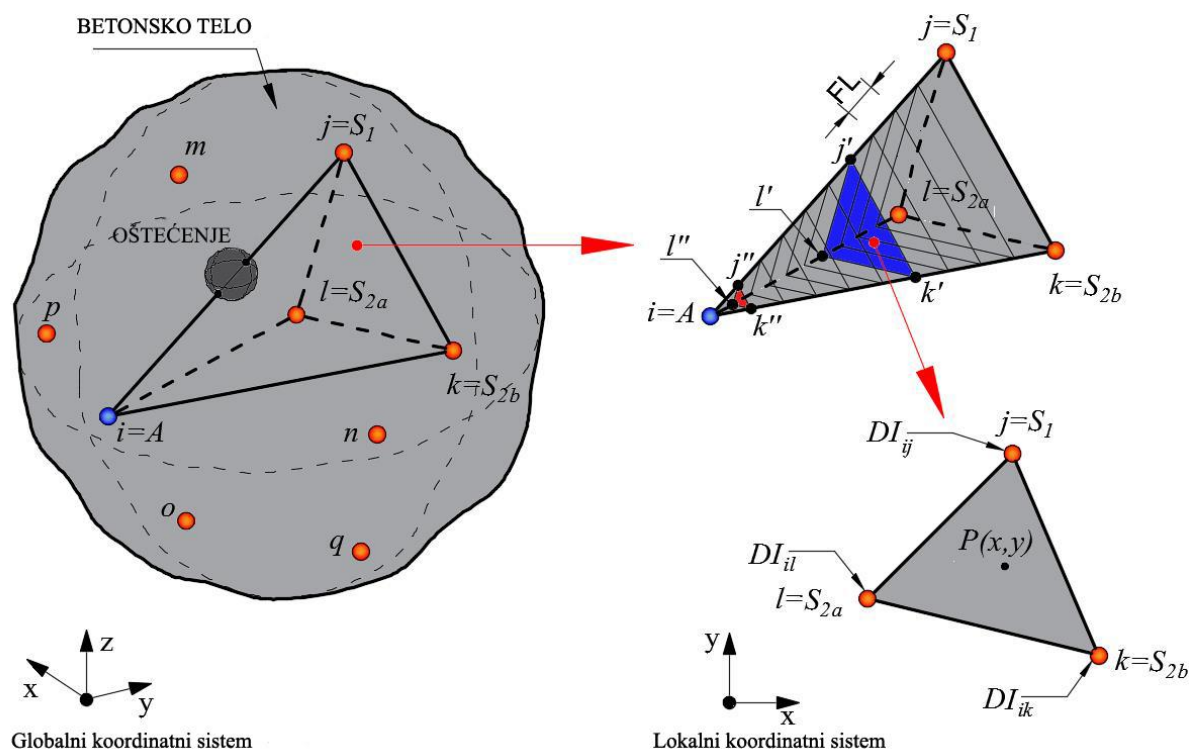 BETONSKO TELO
j=S1
m
OŠTEĆENJE
l=S2a
p
k=S2b
i=A
n
o
q
z
x
y
Globalni koordinatni sistem
j=S1
FL
j'
l'
l=S2a
l''
j''
i=A
k''
k'
k=S2b
DIij
j=S1
P(x,y)
DIil
l=S2a
k=S2b
DIik
y
x
Lokalni koordinatni sistem